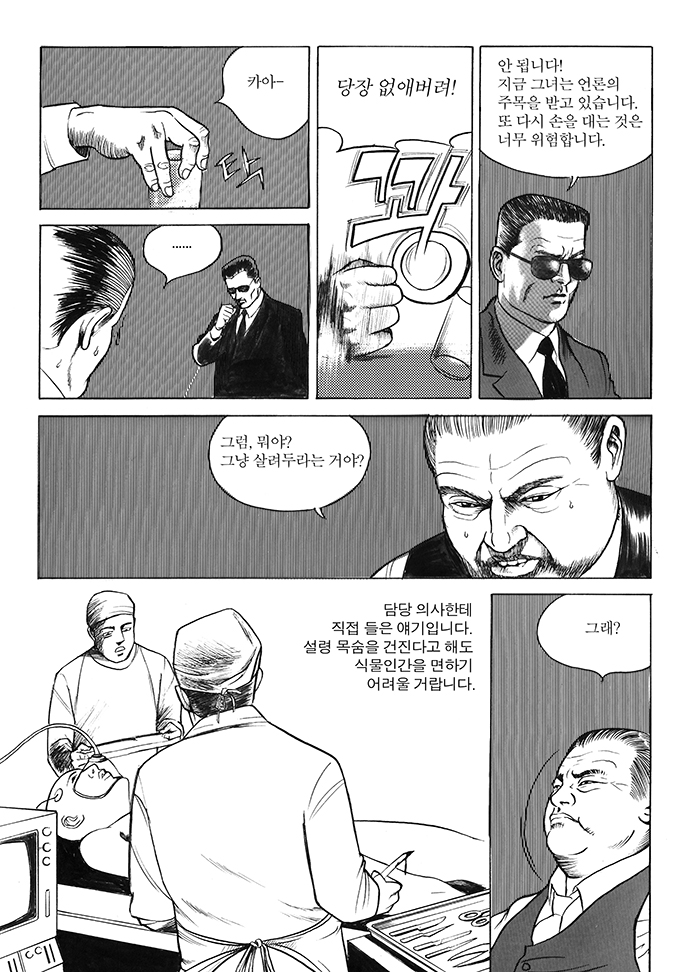 카아-
탁
……
당장 없애버려!
쾅
안 됩니다!
지금 그녀는 언론의
주목을 받고 있습니다.
또 다시 손을 대는 것은
너무 위험합니다.
그럼, 뭐야?
그냥 살려두라는 거야?
담당 의사한테
직접 들은 얘기입니다.
설령 목숨을 건진다고 해도
식물인간을 면하기
어려울 거랍니다.
그래?